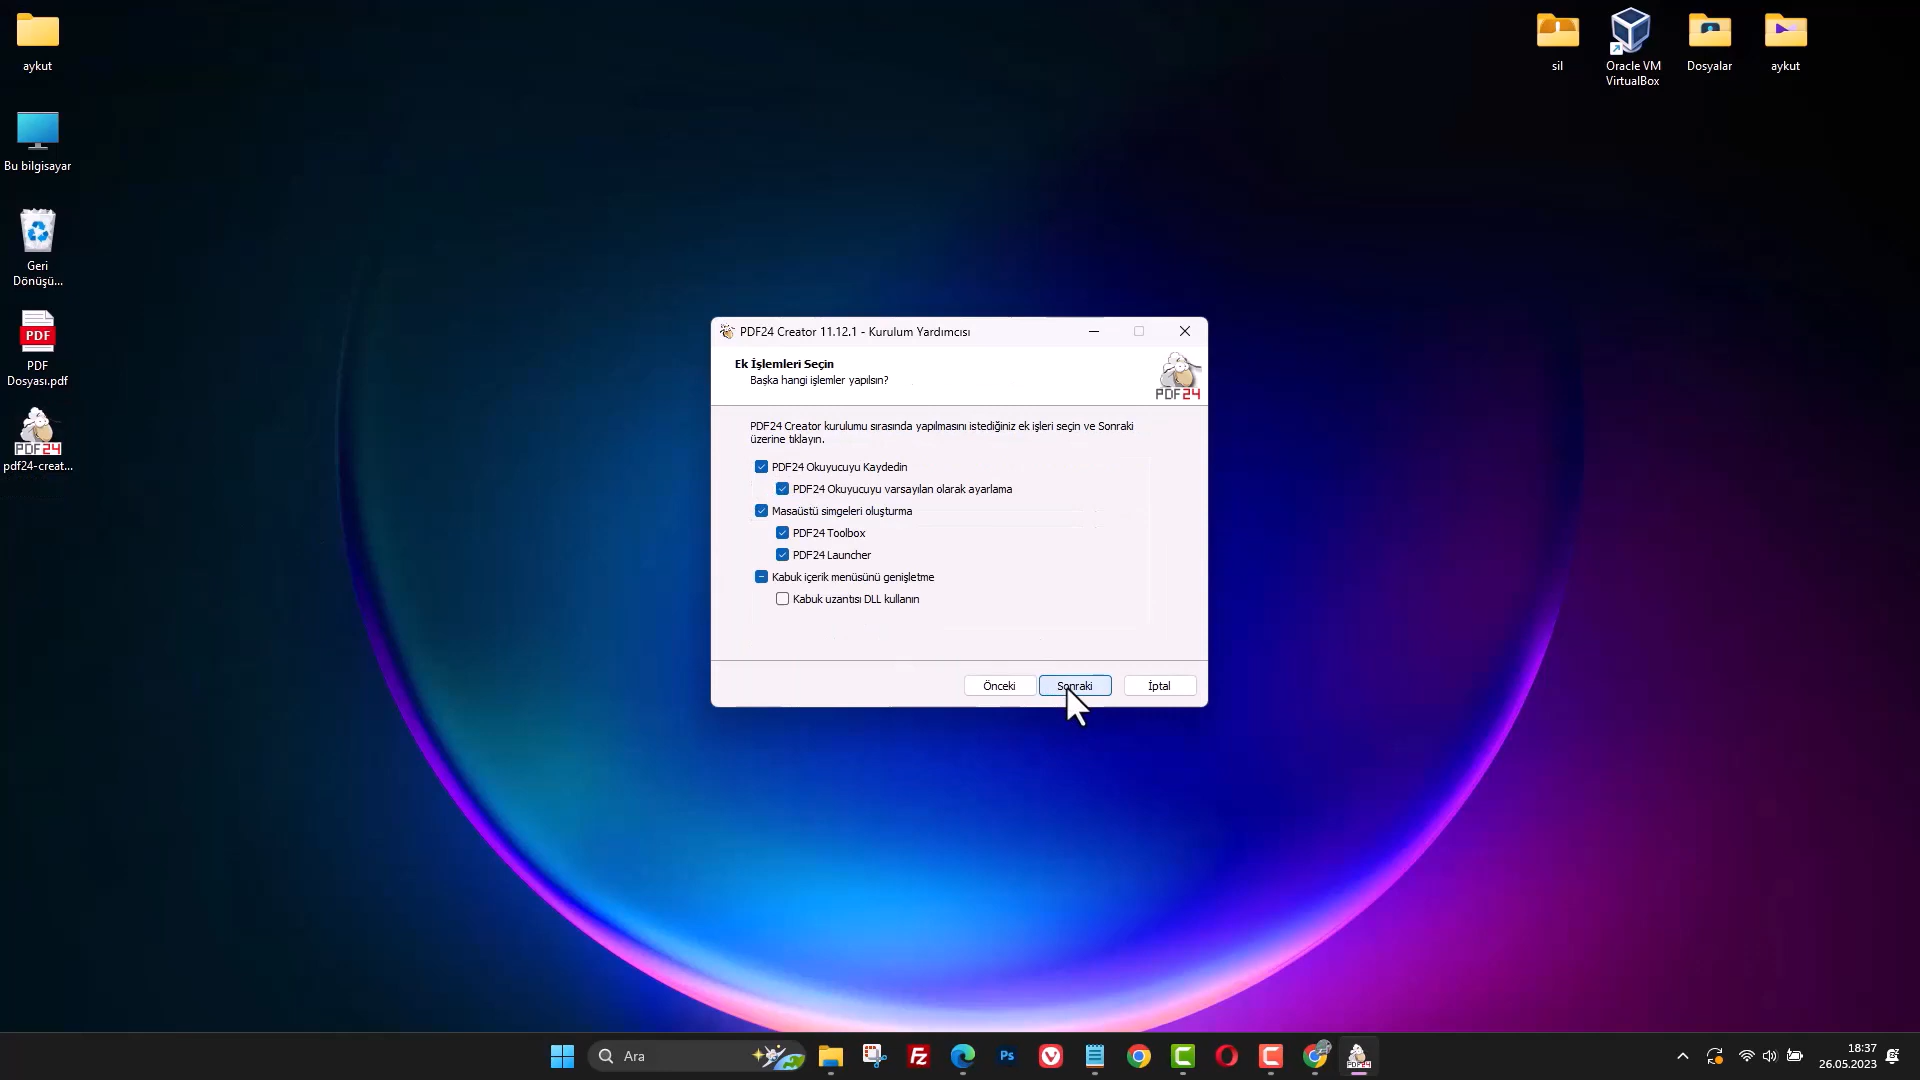 aykut
Bu bilgisayar
Geri
Dönüşü...
PDF
PDF
Dosyası.pdf
PDF24
pdf24-creat...
sil
Oracle VM
VirtualBox
Dosyalar
aykut
PDF24 Creator 11.12.1 - Kurulum Yardımcısı
Ek İşlemleri Seçin
Başka hangi işlemler yapılsın?
PDF24
PDF24 Creator kurulumu sırasında yapılmasını istediğiniz ek işleri seçin ve Sonraki
üzerine tıklayın.
PDF24 Okuyucuyu Kaydedin
PDF24 Okuyucuyu varsayılan olarak ayarlama
Masaüstü simgeleri oluşturma
PDF24 Toolbox
PDF24 Launcher
Kabuk içerik menüsünü genişletme
Kabuk uzantısı DLL kullanın
Önceki
Sonraki
İptal
Ara
Fz
Ps
PDF24
18:37
26.05.2023